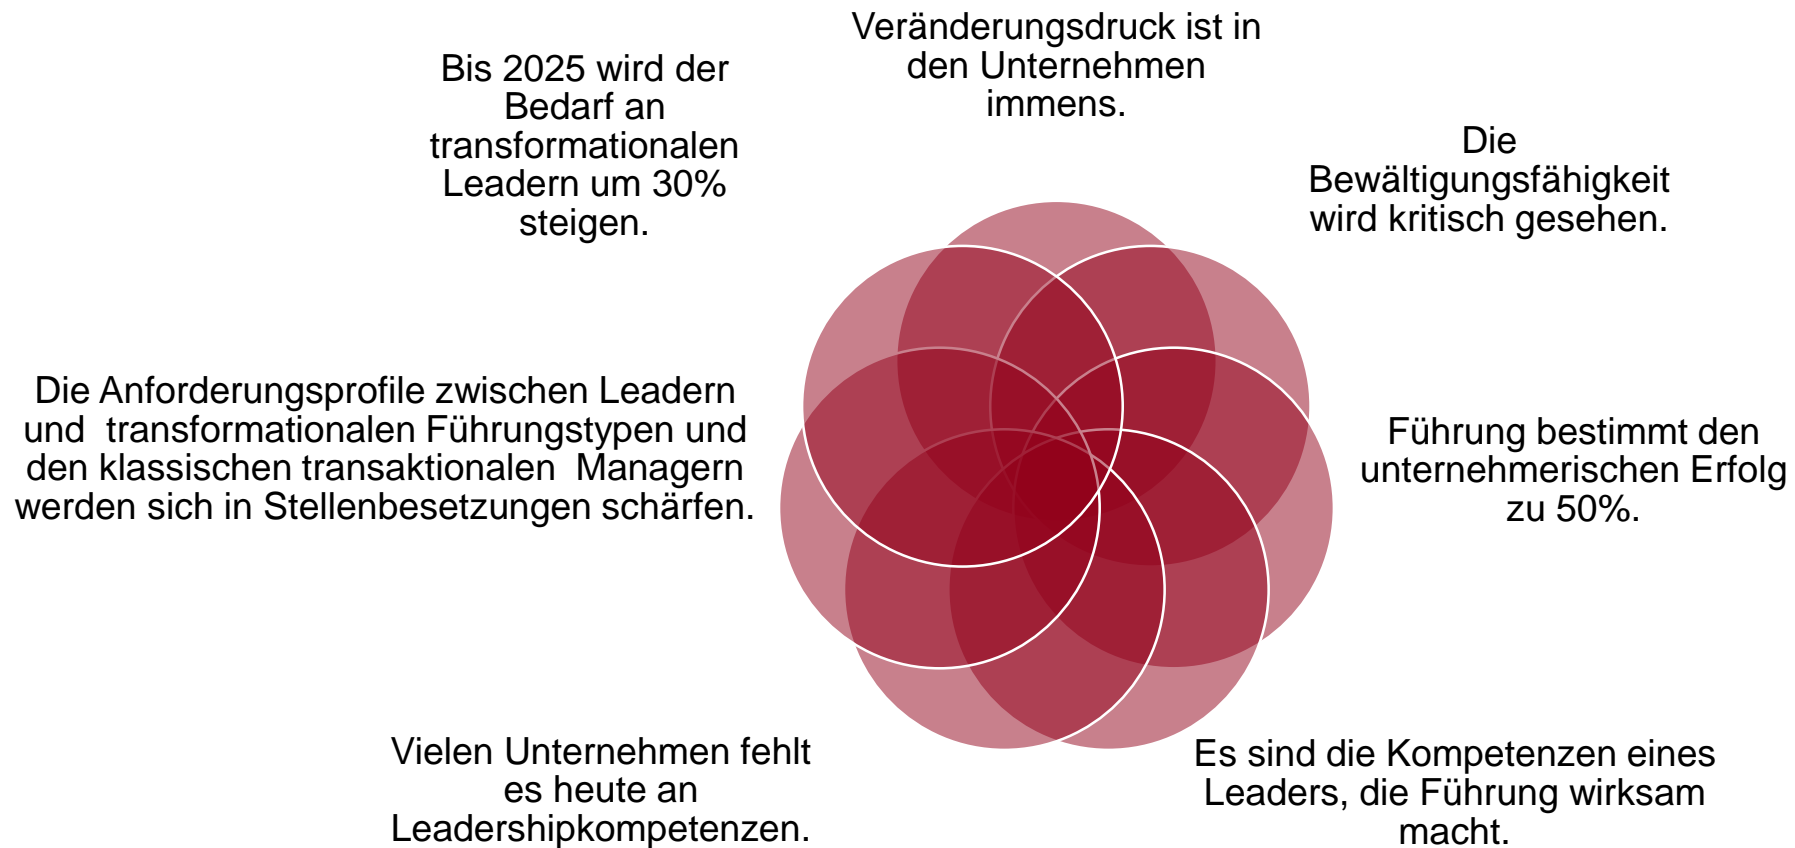 Veränderungsdruck ist in
den Unternehmen
immens.
Die
Bewältigungsfähigkeit
wird kritisch gesehen.
Führung bestimmt den
unternehmerischen Erfolg
zu 50%.
Es sind die Kompetenzen eines
Leaders, die Führung wirksam
macht.
Vielen Unternehmen fehlt
es heute an
Leadershipkompetenzen.
Die Anforderungsprofile zwischen Leadern
und  transformationalen Führungstypen und
den klassischen transaktionalen  Managern
werden sich in Stellenbesetzungen schärfen.
Bis 2025 wird der
Bedarf an
transformationalen
Leadern um 30%
steigen.